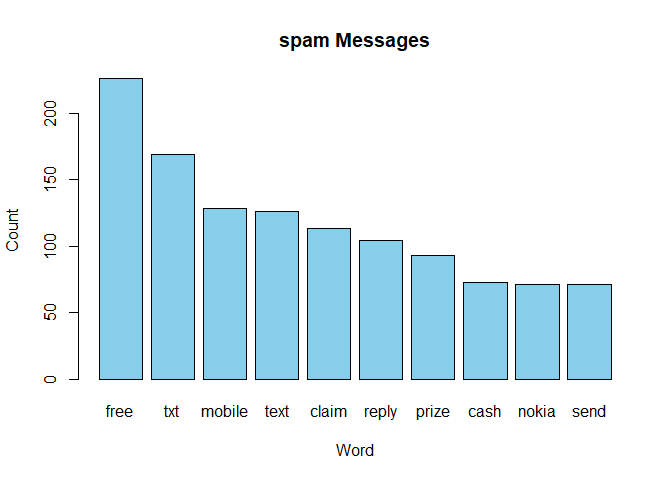 spam Messages
Count
200
150
100
50
0
free txt mobile text claim reply prize cash nokia send
Word